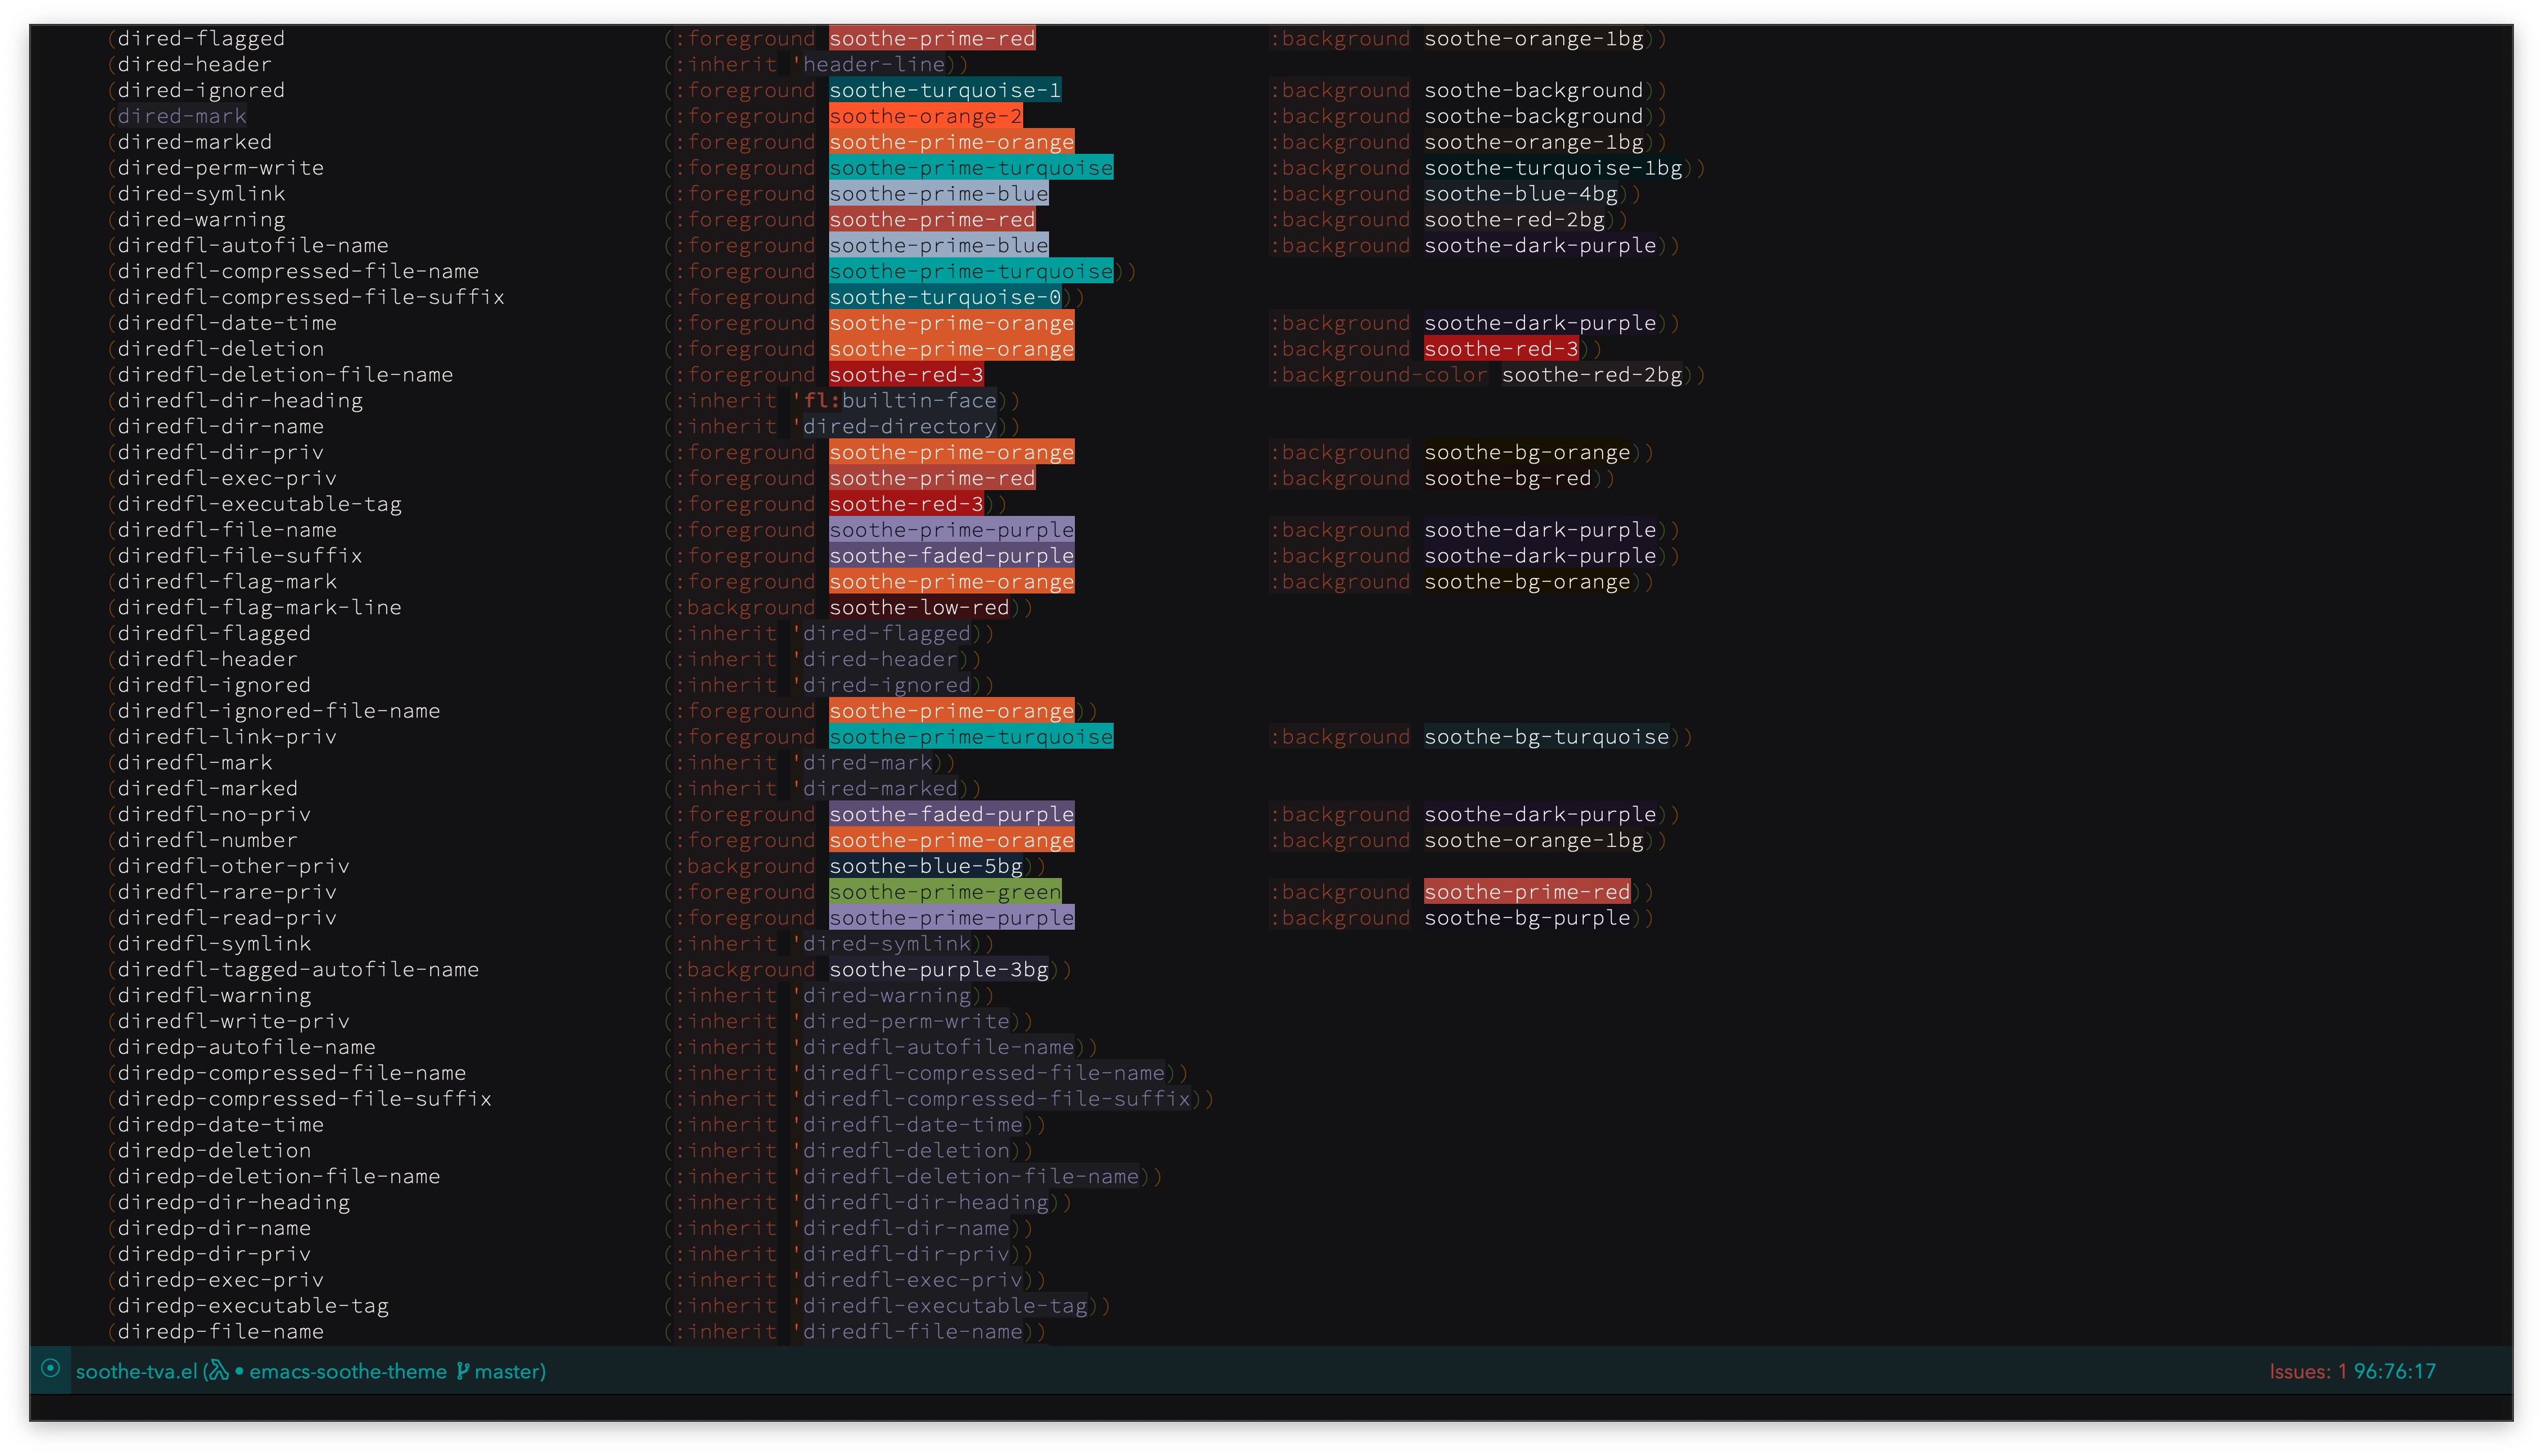 (dired-flagged (:foreground soothe-prime-red :background soothe-orange-1bg))
(dired-header (:inherit 'header-line))
(dired-ignored (:foreground soothe-turquoise-1 :background soothe-background))
(dired-mark (:foreground soothe-orange-2 :background soothe-background))
(dired-marked (:foreground soothe-prime-orange :background soothe-orange-1bg))
(dired-perm-write (:foreground soothe-prime-turquoise :background soothe-turquoise-1bg))
(dired-symlink (:foreground soothe-prime-blue :background soothe-blue-4bg))
(dired-warning (:foreground soothe-prime-red :background soothe-red-2bg))
(diredfl-autofile-name (:foreground soothe-prime-blue :background soothe-dark-purple))
(diredfl-compressed-file-name (:foreground soothe-prime-turquoise))
(diredfl-compressed-file-suffix (:foreground soothe-turquoise-0))
(diredfl-date-time (:foreground soothe-prime-orange :background soothe-dark-purple))
(diredfl-deletion (:foreground soothe-prime-orange :background soothe-red-3))
(diredfl-deletion-file-name (:foreground soothe-red-3 :background-color soothe-red-2bg))
(diredfl-dir-heading (:inherit 'fl:builtin-face))
(diredfl-dir-name (:inherit 'dired-directory))
(diredfl-dir-priv (:foreground soothe-prime-orange :background soothe-bg-orange))
(diredfl-exec-priv (:foreground soothe-prime-red :background soothe-bg-red))
(diredfl-executable-tag (:foreground soothe-red-3))
(diredfl-file-name (:foreground soothe-prime-purple :background soothe-dark-purple))
(diredfl-file-suffix (:foreground soothe-faded-purple :background soothe-dark-purple))
(diredfl-flag-mark (:foreground soothe-prime-orange :background soothe-bg-orange))
(diredfl-flag-mark-line (:background soothe-low-red))
(diredfl-flagged (:inherit 'dired-flagged))
(diredfl-header (:inherit 'dired-header))
(diredfl-ignored (:inherit 'dired-ignored))
(diredfl-ignored-file-name (:foreground soothe-prime-orange))
(diredfl-link-priv (:foreground soothe-prime-turquoise :background soothe-bg-turquoise))
(diredfl-mark (:inherit 'dired-mark))
(diredfl-marked (:inherit 'dired-marked))
(diredfl-no-priv (:foreground soothe-faded-purple :background soothe-dark-purple))
(diredfl-number (:foreground soothe-prime-orange :background soothe-orange-1bg))
(diredfl-other-priv (:background soothe-blue-5bg))
(diredfl-rare-priv (:foreground soothe-prime-green :background soothe-prime-red))
(diredfl-read-priv (:foreground soothe-prime-purple :background soothe-bg-purple))
(diredfl-symlink (:inherit 'dired-symlink))
(diredfl-tagged-autofile-name (:background soothe-purple-3bg))
(diredfl-warning (:inherit 'dired-warning))
(diredfl-write-priv (:inherit 'dired-perm-write))
(diredp-autofile-name (:inherit 'diredfl-autofile-name))
(diredp-compressed-file-name (:inherit 'diredfl-compressed-file-name))
(diredp-compressed-file-suffix (:inherit 'diredfl-compressed-file-suffix))
(diredp-date-time (:inherit 'diredfl-date-time))
(diredp-deletion (:inherit 'diredfl-deletion))
(diredp-deletion-file-name (:inherit 'diredfl-deletion-file-name))
(diredp-dir-heading (:inherit 'diredfl-dir-heading))
(diredp-dir-name (:inherit 'diredfl-dir-name))
(diredp-dir-priv (:inherit 'diredfl-dir-priv))
(diredp-exec-priv (:inherit 'diredfl-exec-priv))
(diredp-executable-tag (:inherit 'diredfl-executable-tag))
(diredp-file-name (:inherit 'diredfl-file-name))
soothe-tva.el (λ • emacs-soothe-theme master) Issues: 1 96:76:17